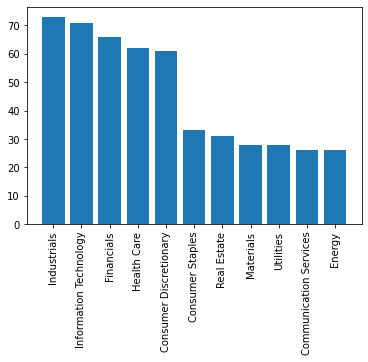 70
60
50
40
30
20
10
0
Industrials
Information Technology
Financials
Health Care
Consumer Discretionary
Consumer Staples
Real Estate
Materials
Utilities
Communication Services
Energy